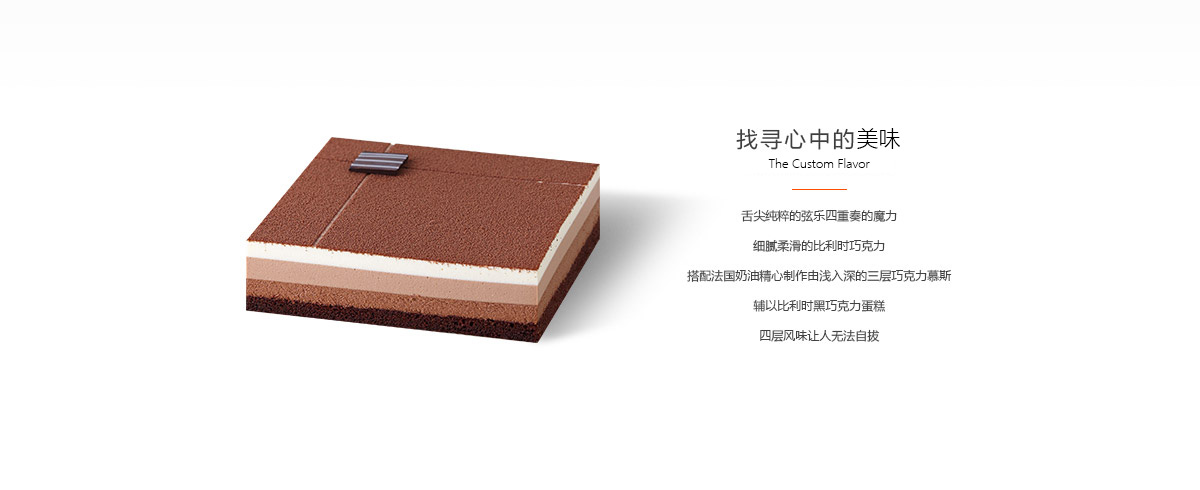 找寻心中的美味
The Custom Flavor
舌尖纯粹的弦乐四重奏的魔力
细腻柔滑的比利时巧克力
搭配法国奶油精心制作由浅入深的三层巧克力慕斯
辅以比利时黑巧克力蛋糕
四层风味让人无法自拔